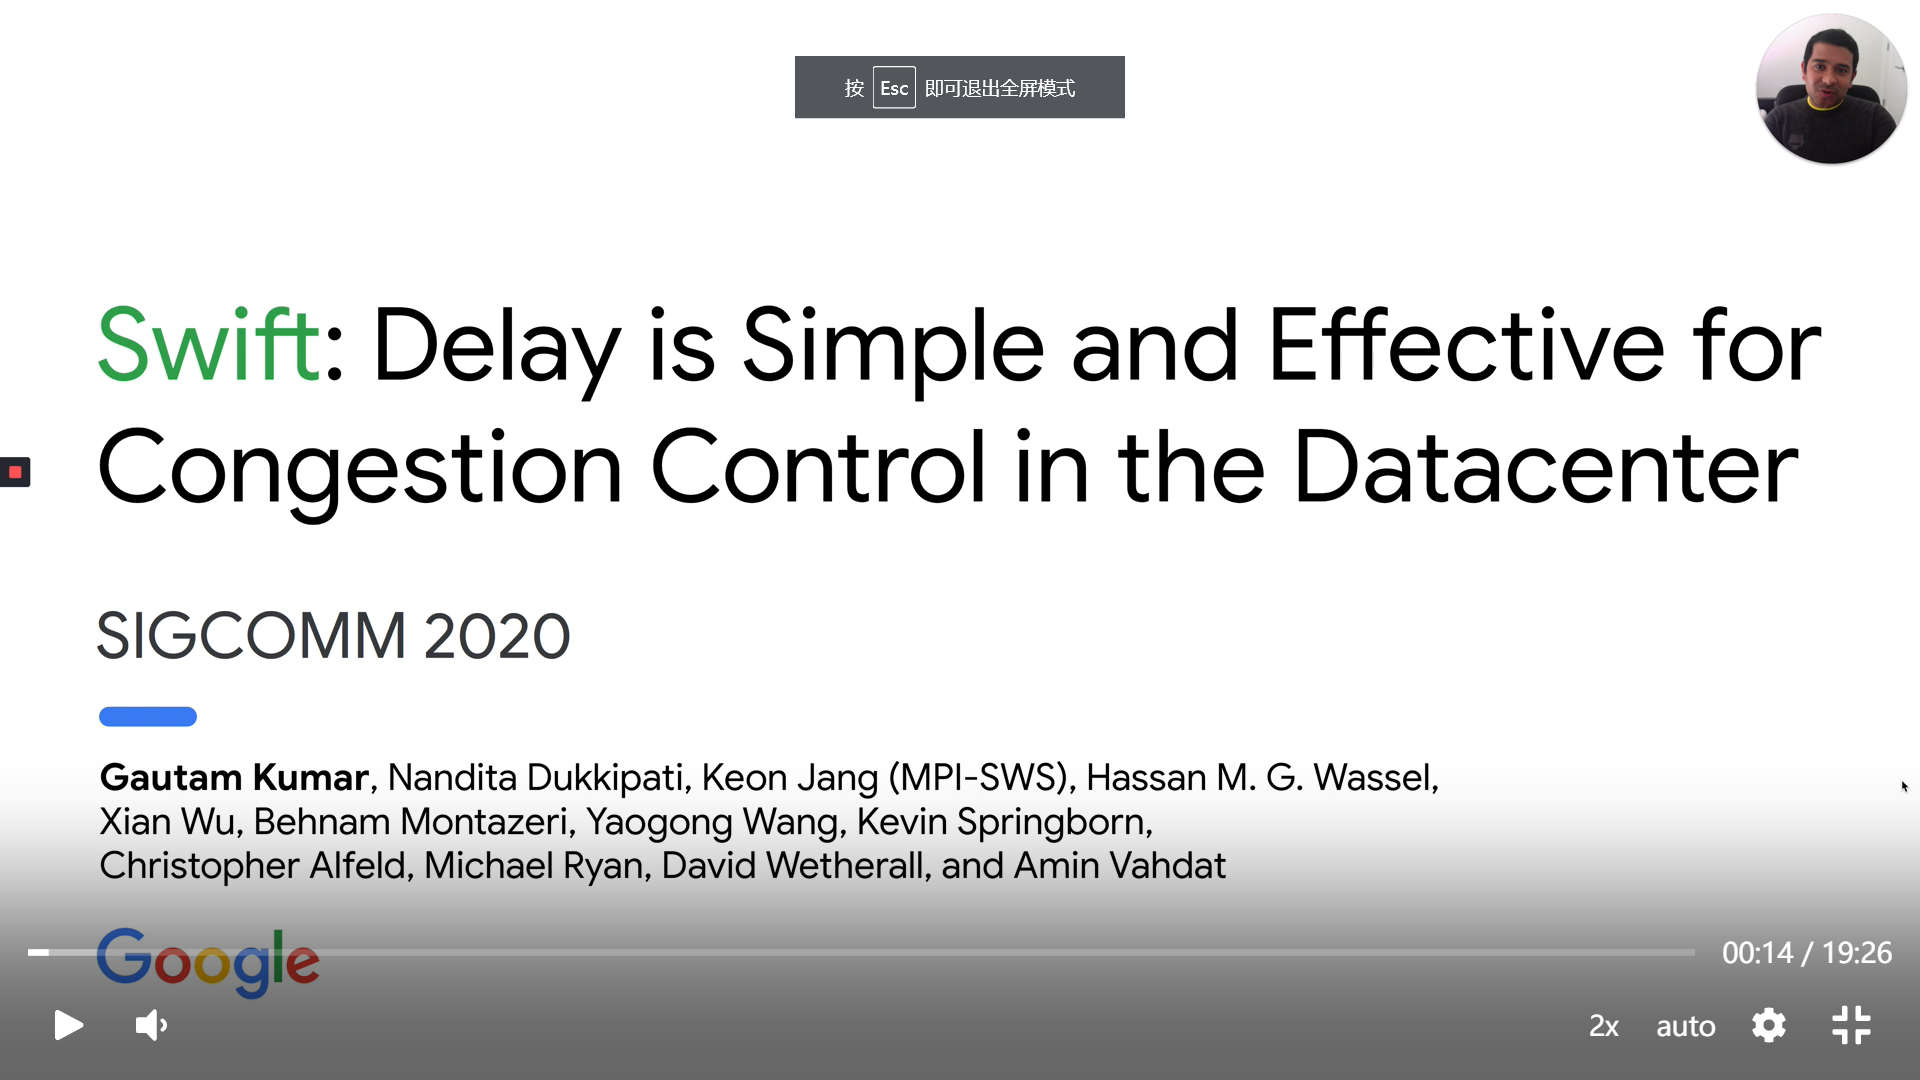 按 Esc 即可退出全屏模式
Swift: Delay is Simple and Effective for
Congestion Control in the Datacenter
SIGCOMM 2020
Gautam Kumar, Nandita Dukkipati, Keon Jang (MPI-SWS), Hassan M. G. Wassel,
Xian Wu, Behnam Montazeri, Yaogong Wang, Kevin Springborn,
Christopher Alfeld, Michael Ryan, David Wetherall, and Amin Vahdat
Google
00:14 / 19:26
2x auto